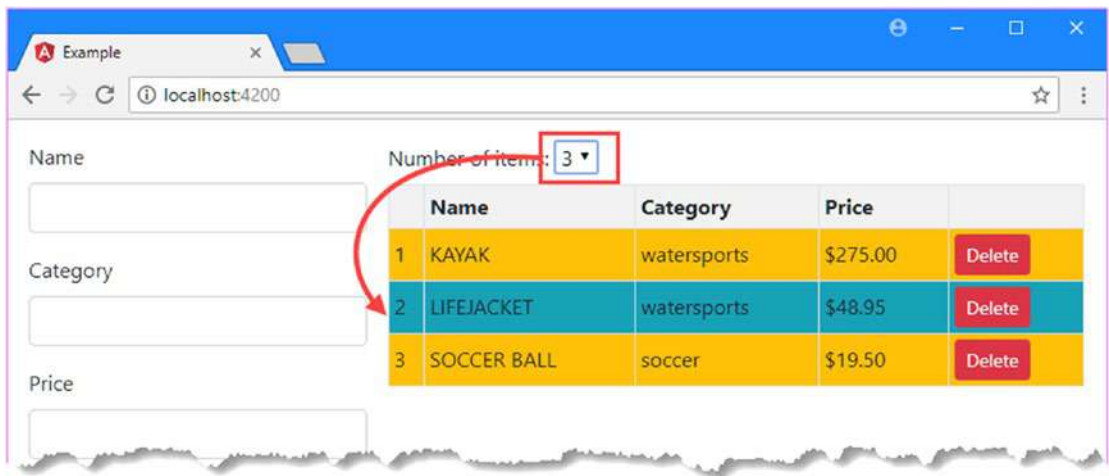 Example
localhost:4200
Name
Number of items: 3
Name Category Price
1 KAYAK watersports $275.00 Delete
Category
2 LIFEJACKET watersports $48.95 Delete
3 SOCCER BALL soccer $19.50 Delete
Price